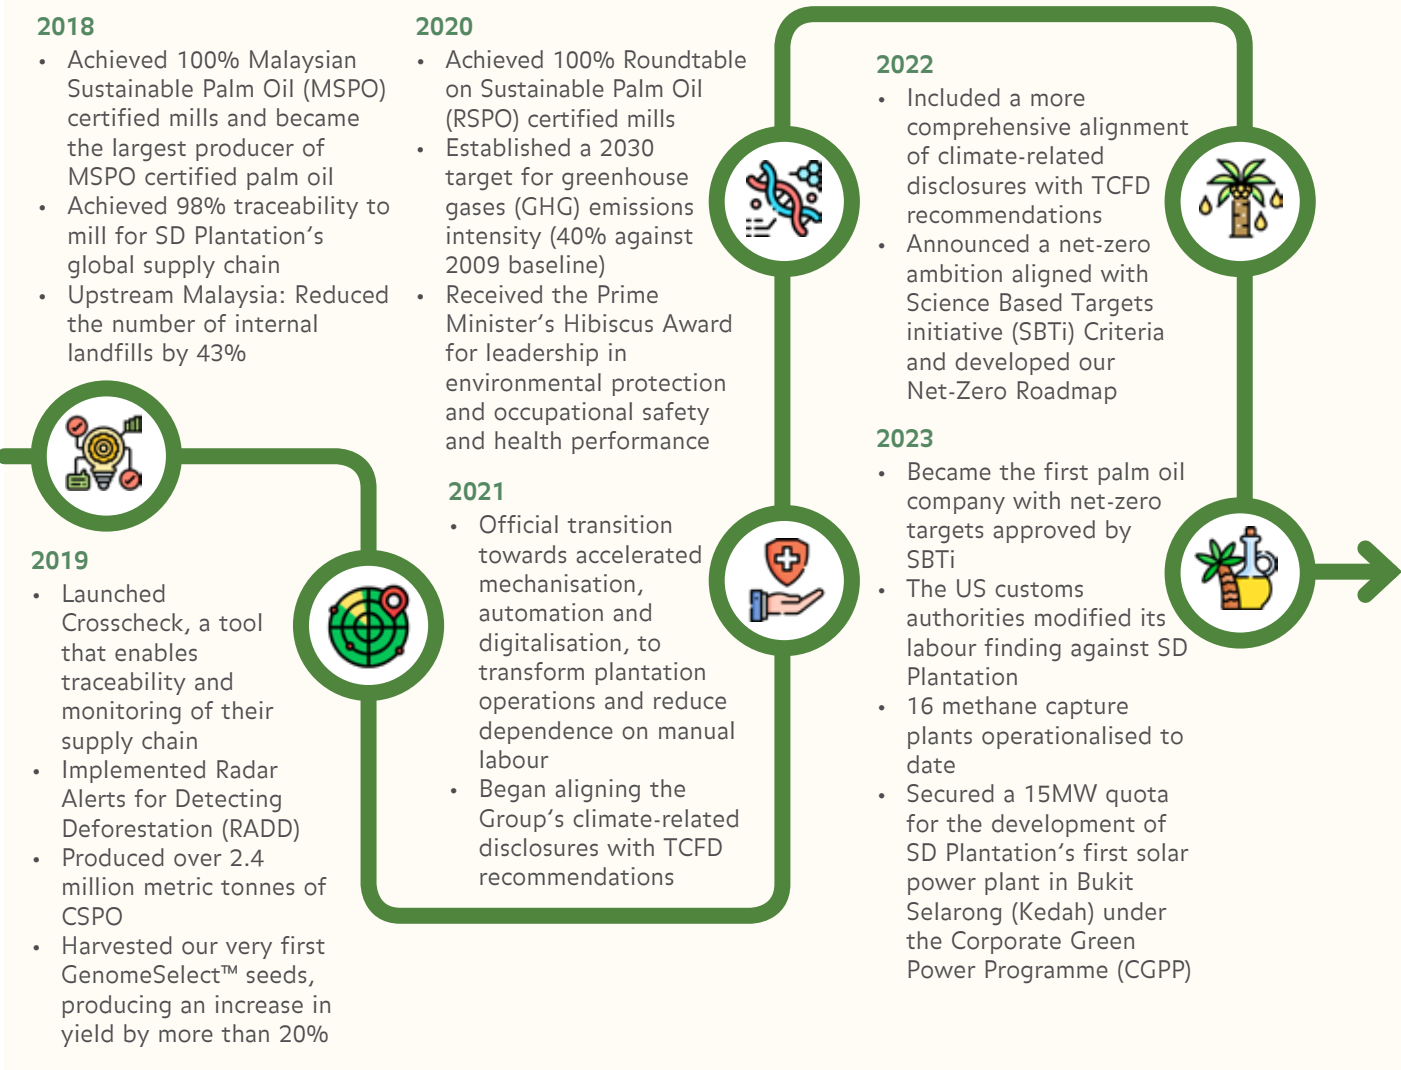 2018
• Achieved 100% Malaysian
Sustainable Palm Oil (MSPO)
certified mills and became
the largest producer of
MSPO certified palm oil
• Achieved 98% traceability to
mill for SD Plantation's
global supply chain
• Upstream Malaysia: Reduced
the number of internal
landfills by 43%
2019
• Launched
Crosscheck, a tool
that enables
traceability and
monitoring of their
supply chain
• Implemented Radar
Alerts for Detecting
Deforestation (RADD)
• Produced over 2.4
million metric tonnes of
CSPO
• Harvested our very first
GenomeSelect™ seeds,
producing an increase in
yield by more than 20%
2020
• Achieved 100% Roundtable
on Sustainable Palm Oil
(RSPO) certified mills
• Established a 2030
target for greenhouse
gases (GHG) emissions
intensity (40% against
2009 baseline)
• Received the Prime
Minister's Hibiscus Award
for leadership in
environmental protection
and occupational safety
and health performance
2021
• Official transition
towards accelerated
mechanisation,
automation and
digitalisation, to
transform plantation
operations and reduce
dependence on manual
labour
• Began aligning the
Group's climate-related
disclosures with TCFD
recommendations
2022
• Included a more
comprehensive alignment
of climate-related
disclosures with TCFD
recommendations
• Announced a net-zero
ambition aligned with
Science Based Targets
initiative (SBTi) Criteria
and developed our
Net-Zero Roadmap
2023
• Became the first palm oil
company with net-zero
targets approved by
SBTi
• The US customs
authorities modified its
labour finding against SD
Plantation
• 16 methane capture
plants operationalised to
date
• Secured a 15MW quota
for the development of
SD Plantation's first solar
power plant in Bukit
Selarong (Kedah) under
the Corporate Green
Power Programme (CGPP)